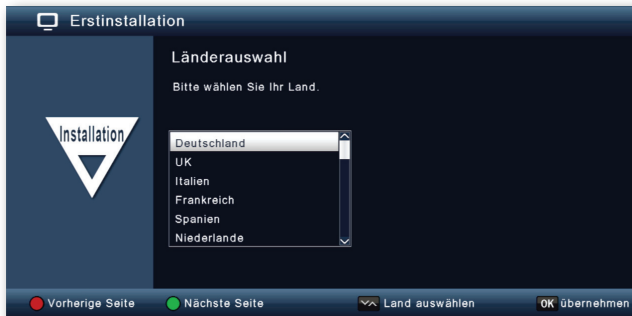 Erstinstallation
Länderauswahl
Bitte wählen Sie Ihr Land.
Installation
Deutschland
UK
Italien
Frankreich
Spanien
Niederlande
Vorherige Seite Nächste Seite Land auswählen OK übernehmen